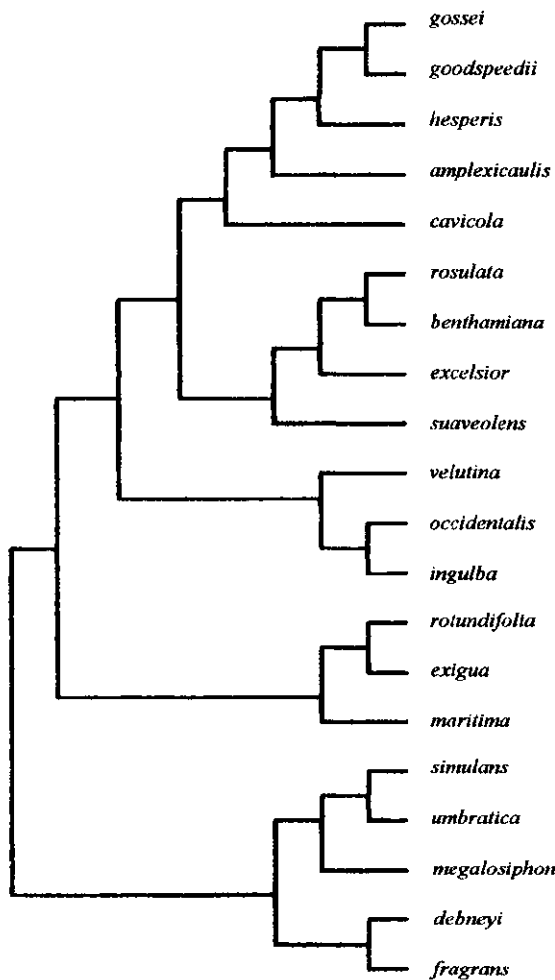 gossei
goodspeedii
hesperis
amplexicaulis
cavicola
rosulata
benthamiana
excelsior
suaveolens
velutina
occidentalis
ingulba
rotundifolia
exigua
maritima
simulans
umbratica
megalosiphon
debneyi
fragrans